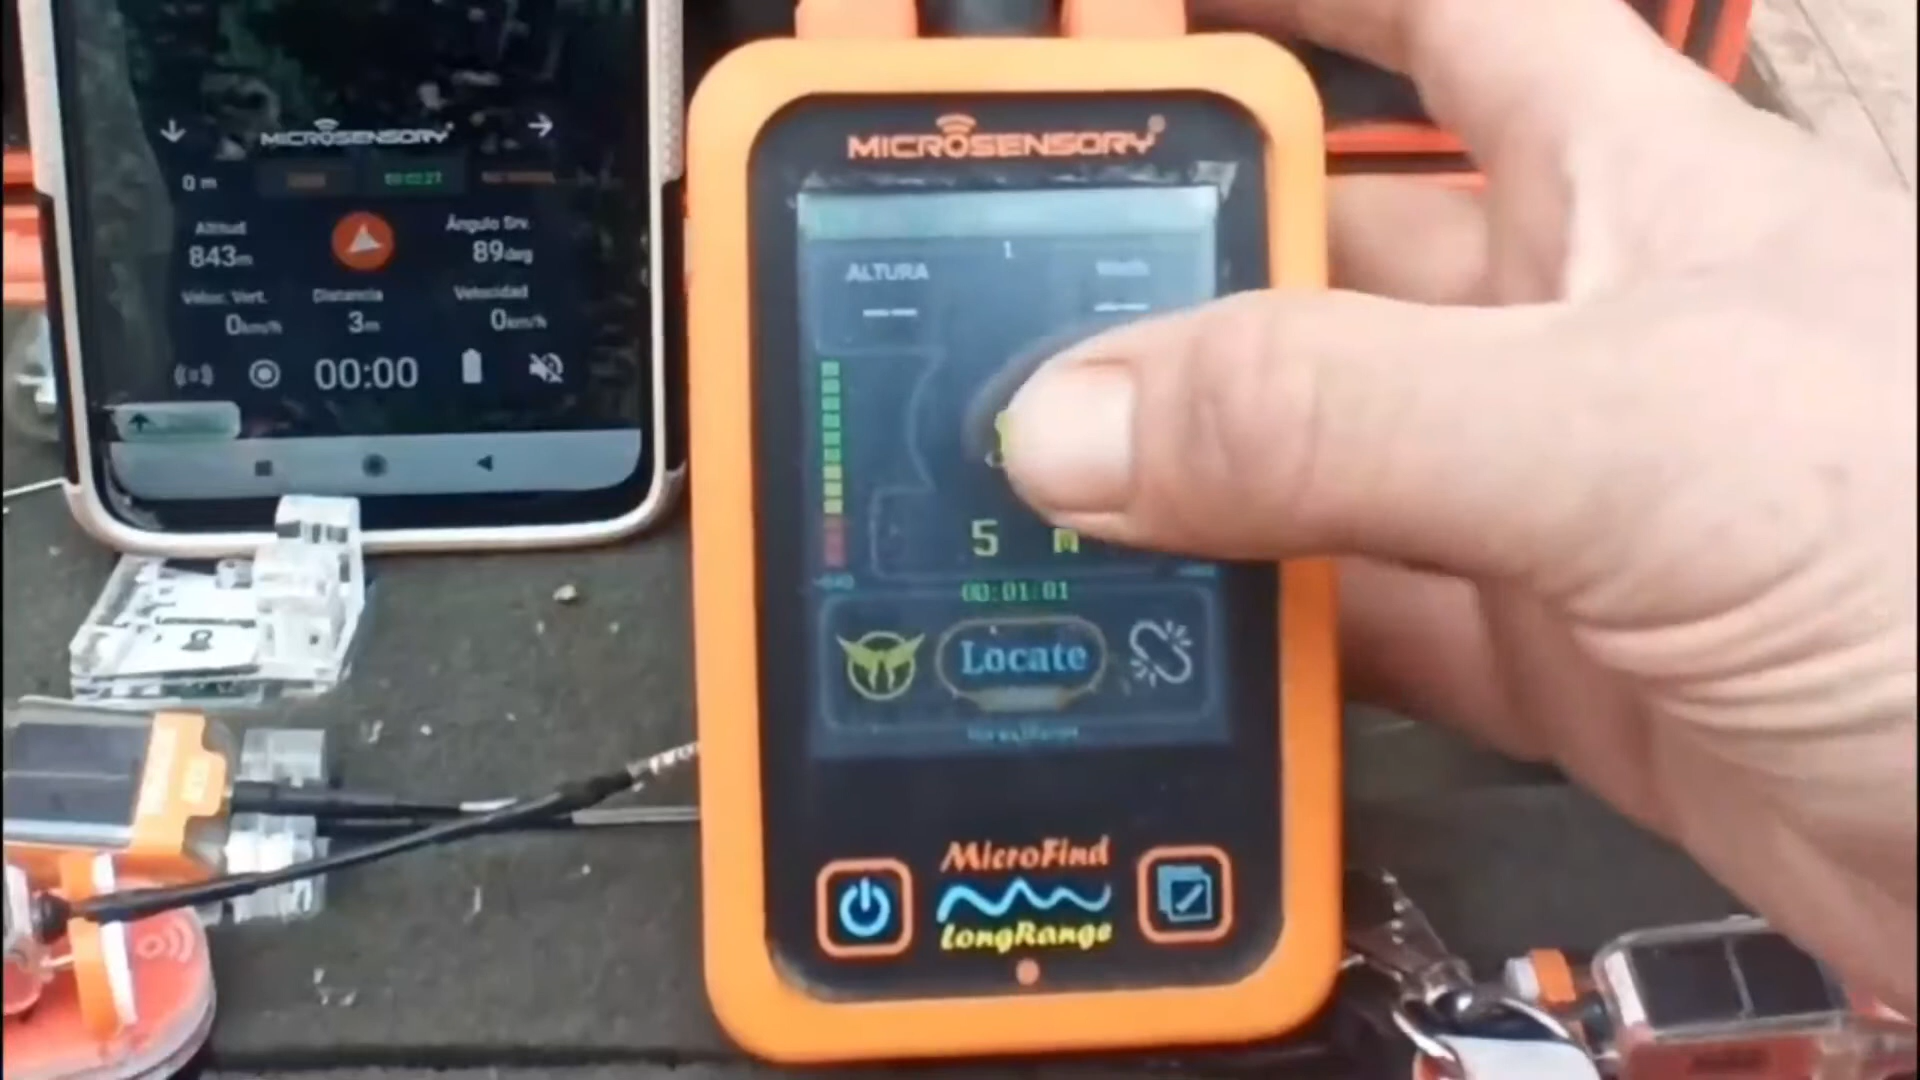 MICROSENSORY
0 m
Altitud
843m
Ángulo Srv.
89deg
Veloc. Vert.
0km/h
Distancia
3m
Velocidad
0km/h
00:00
MICROSENSORY
1
ALTURA
5 m
00:01:01
Locate
MicroFind
LongRange